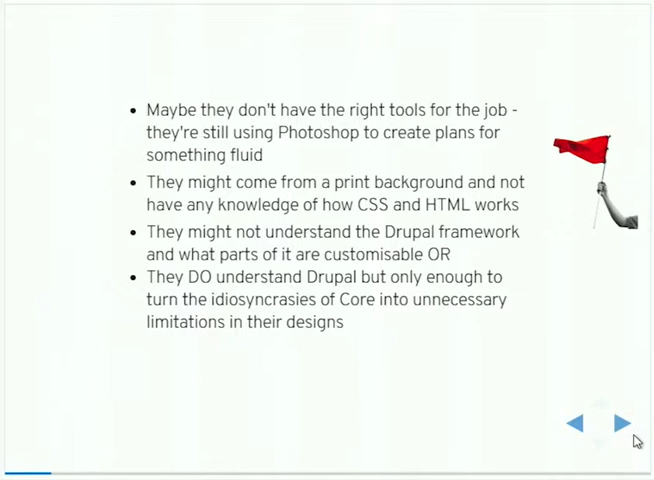 Maybe they don't have the right tools for the job -
they're still using Photoshop to create plans for
something fluid
They might come from a print background and not
have any knowledge of how CSS and HTML works
They might not understand the Drupal framework
and what parts of it are customisable OR
They DO understand Drupal but only enough to
turn the idiosyncrasies of Core into unnecessary
limitations in their designs